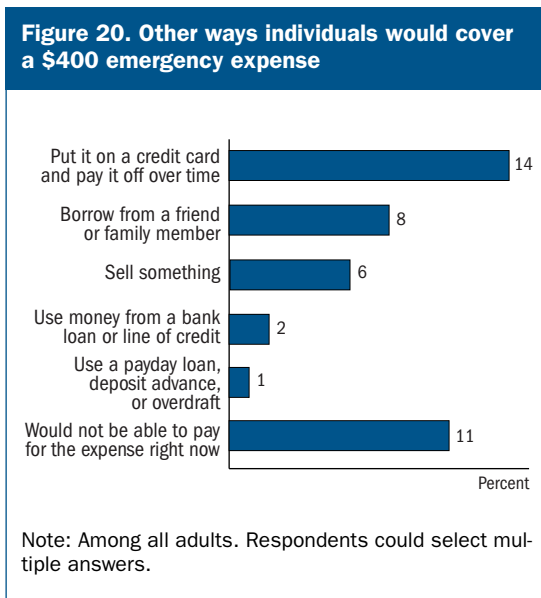 Figure 20. Other ways individuals would cover
a $400 emergency expense
Put it on a credit card
and pay it off over time
14
Borrow from a friend
or family member
8
Sell something
6
Use money from a bank
loan or line of credit
2
Use a payday loan,
deposit advance,
or overdraft
1
Would not be able to pay
for the expense right now
11
Percent
Note: Among all adults. Respondents could select mul-
tiple answers.